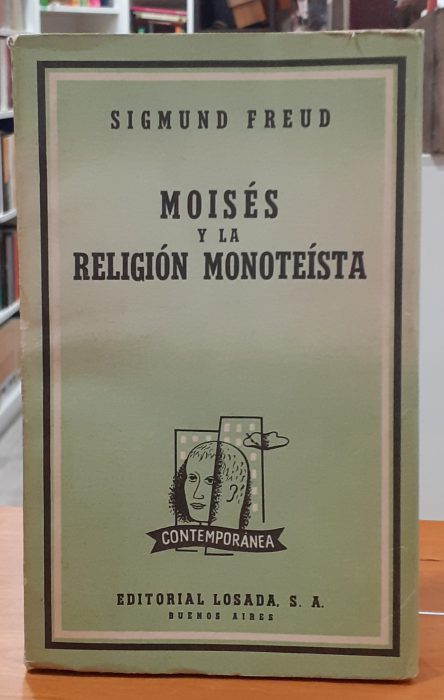 SIGMUND FREUD
MOISÉS
Y LA
RELIGIÓN MONOTEÍSTA
CONTEMPORÁNEA
EDITORIAL LOSADA, S. A.
BUENOS AIRES